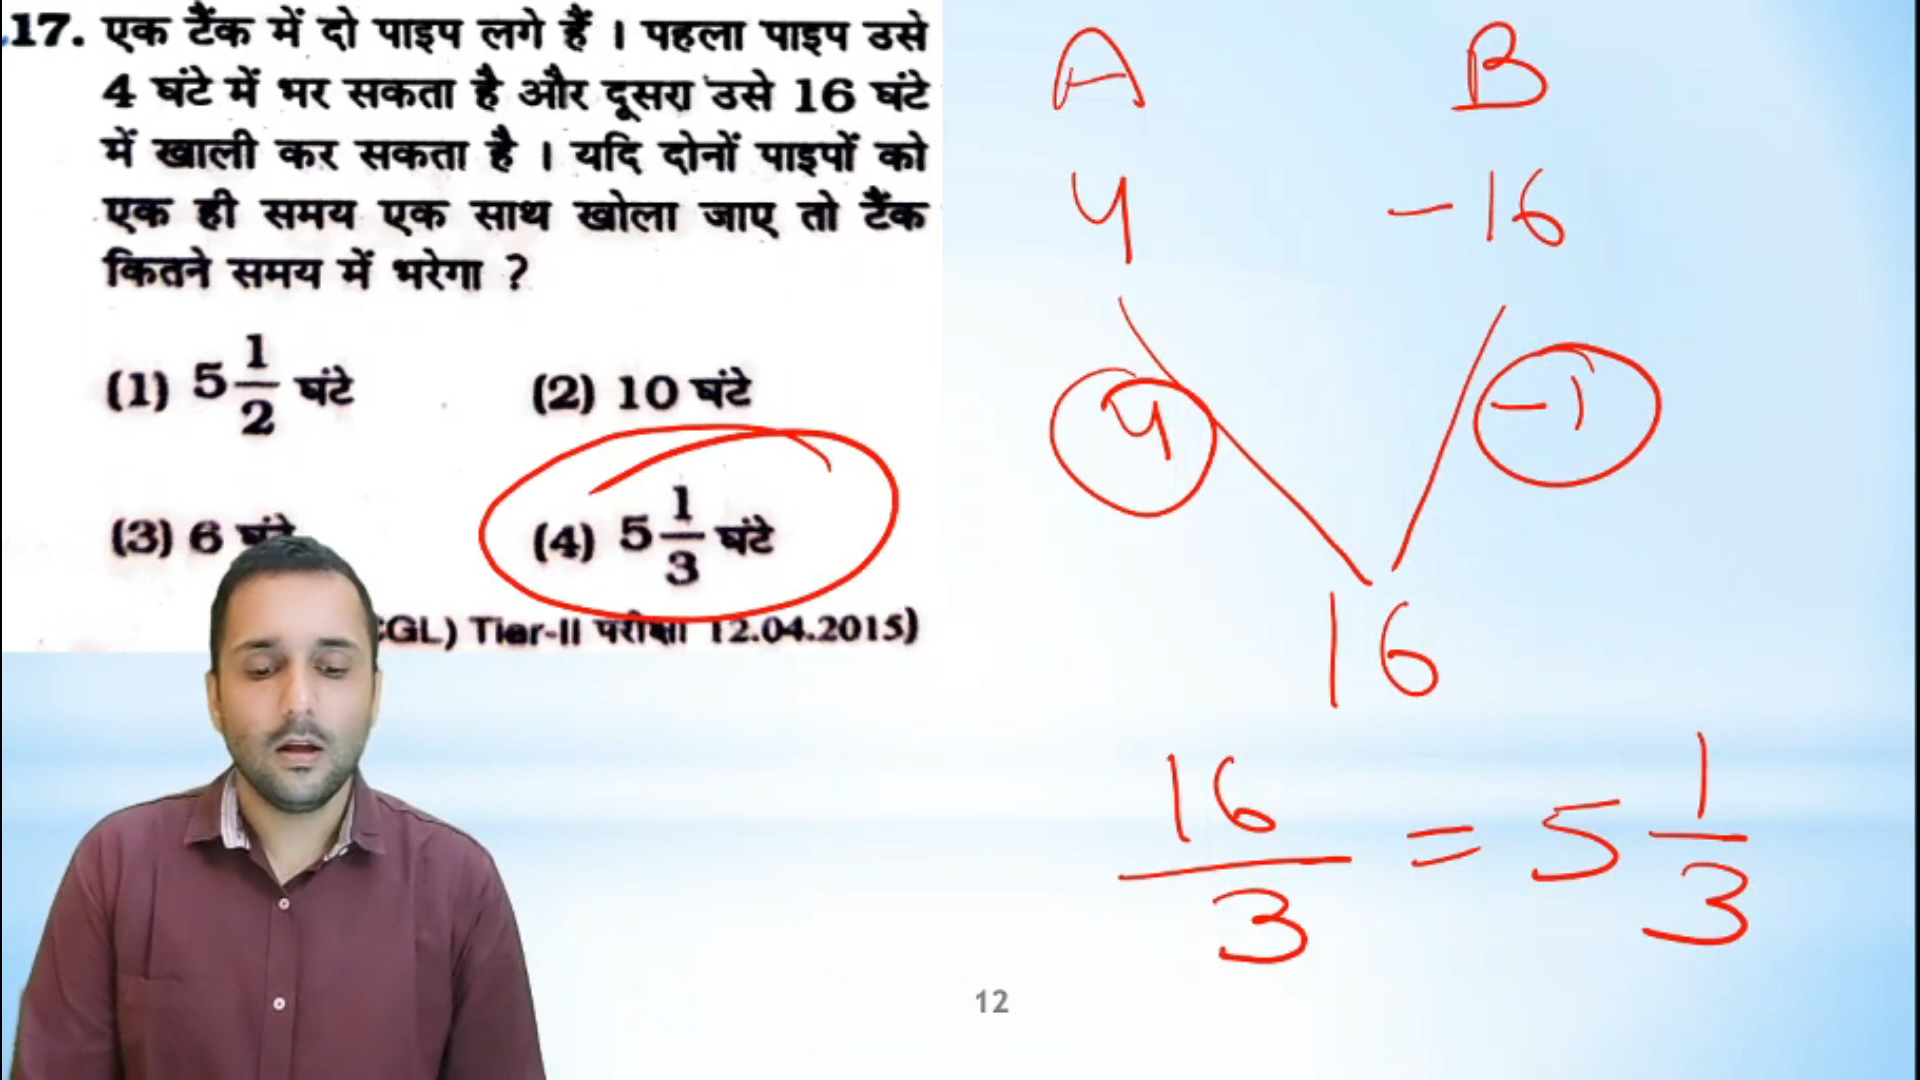 17. एक टैंक में दो पाइप लगे हैं । पहला पाइप उसे
4 घंटे में भर सकता है और दूसरा उसे 16 घंटे
में खाली कर सकता है । यदि दोनों पाइपों को
एक ही समय एक साथ खोला जाए तो टैंक
कितने समय में भरेगा ?
(1) 5 1/2 घंटे (2) 10 घंटे
(3) 6 घंटे (4) 5 1/3 घंटे
CGL) Tier-II परीक्षा 12.04.2015)
A B
4 -16
4 -1
16
16/3 = 5 1/3
12